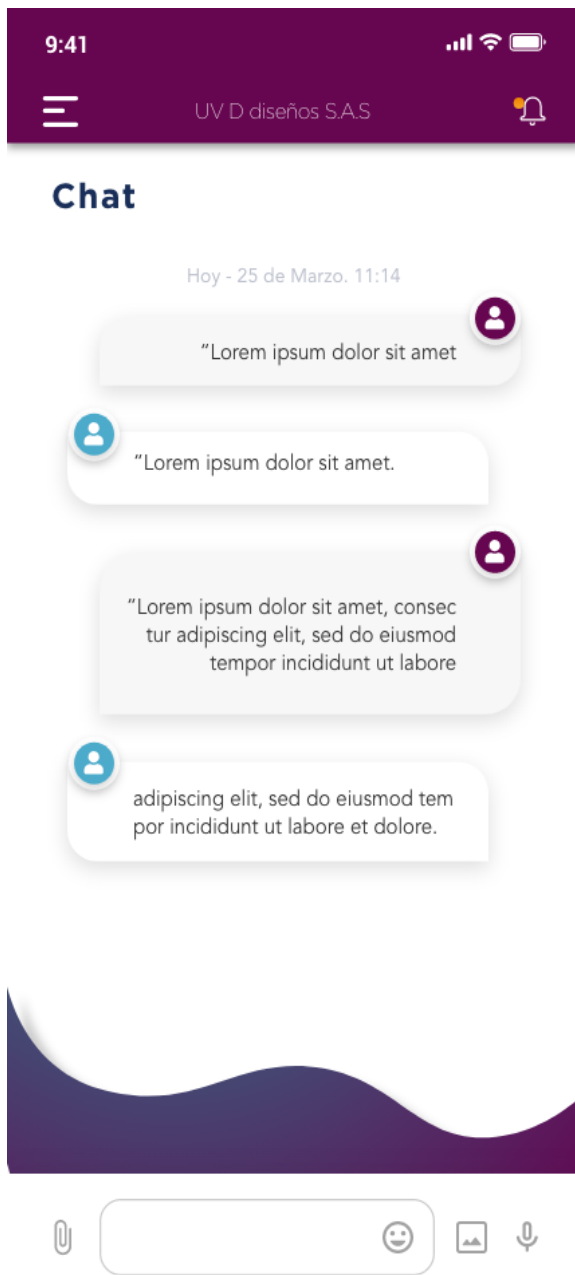 9:41
UV D diseños S.A.S
Chat
Hoy - 25 de Marzo. 11:14
“Lorem ipsum dolor sit amet
“Lorem ipsum dolor sit amet.
“Lorem ipsum dolor sit amet, consec
tur adipiscing elit, sed do eiusmod
tempor incididunt ut labore
adipiscing elit, sed do eiusmod tem
por incididunt ut labore et dolore.